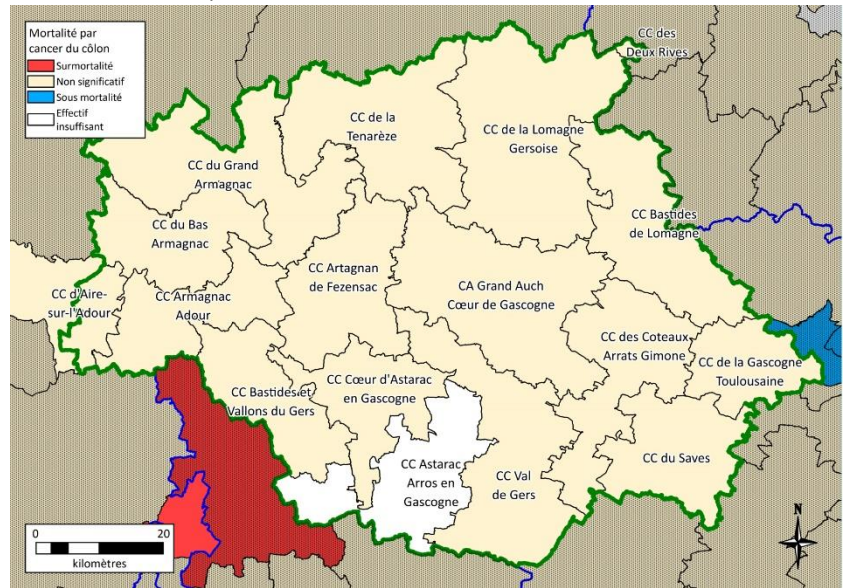 Mortalité par
cancer du côlon
Surmortalité
Non significatif
Sous mortalité
Effectif
insuffisant
CC des
Deux Rives
CC de la
Tenarèze
CC de la Lomagne
Gersoise
CC du Grand
Armagnac
CC du Bas
Armagnac
CC Bastides
de Lomagne
CC Artagnan
de Fezensac
CA Grand Auch
Cœur de Gascogne
CC d'Aire-
sur-l'Adour
CC Armagnac
Adour
CC des Coteaux
Arrats Gimone
CC de la Gascogne
Toulousaine
CC Bastides et
Vallons du Gers
CC Cœur d'Astarac
en Gascogne
CC Astarac
Arros en
Gascogne
CC Val
de Gers
CC du Saves
0 20
kilomètres
N